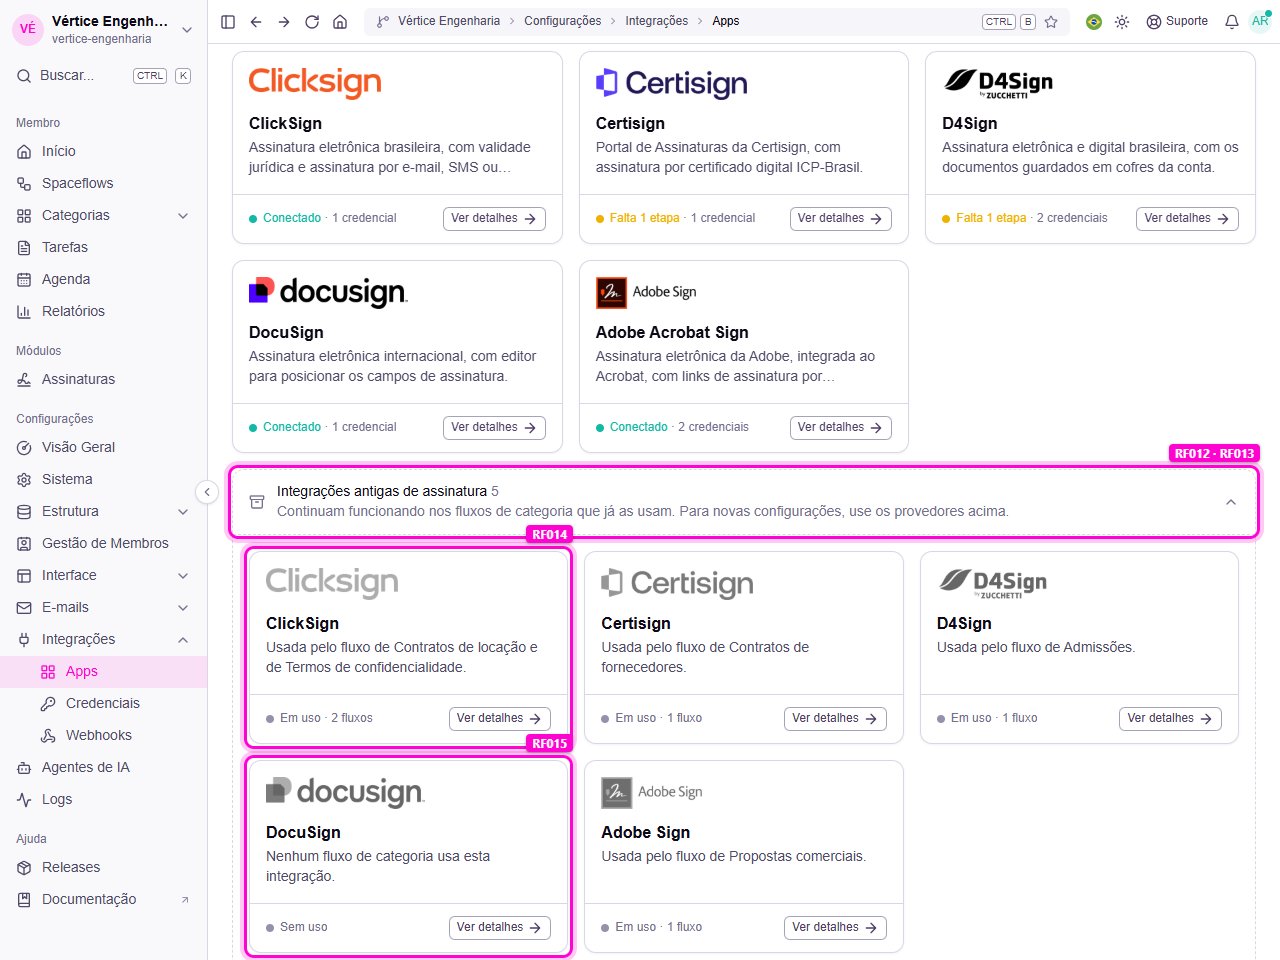 VÉ
Vértice Engenh...
vertice-engenharia
Buscar...
CTRL K
Membro
Início
Spaceflows
Categorias
Tarefas
Agenda
Relatórios
Módulos
Assinaturas
Configurações
Visão Geral
Sistema
Estrutura
Gestão de Membros
Interface
E-mails
Integrações
Apps
Credenciais
Webhooks
Agentes de IA
Logs
Ajuda
Releases
Documentação
Vértice Engenharia > Configurações > Integrações > Apps
CTRL B
Suporte
AR
Clicksign
ClickSign
Assinatura eletrônica brasileira, com validade
jurídica e assinatura por e-mail, SMS ou...
Conectado · 1 credencial
Ver detalhes
Certisign
Certisign
Portal de Assinaturas da Certisign, com
assinatura por certificado digital ICP-Brasil.
Falta 1 etapa · 1 credencial
Ver detalhes
D4Sign
by ZUCCHETTI
D4Sign
Assinatura eletrônica e digital brasileira, com os
documentos guardados em cofres da conta.
Falta 1 etapa · 2 credenciais
Ver detalhes
docusign
DocuSign
Assinatura eletrônica internacional, com editor
para posicionar os campos de assinatura.
Conectado · 1 credencial
Ver detalhes
Adobe Sign
Adobe Acrobat Sign
Assinatura eletrônica da Adobe, integrada ao
Acrobat, com links de assinatura por...
Conectado · 2 credenciais
Ver detalhes
RF012 - RF013
Integrações antigas de assinatura 5
Continuam funcionando nos fluxos de categoria que já as usam. Para novas configurações, use os provedores acima.
RF014
Clicksign
ClickSign
Usada pelo fluxo de Contratos de locação e
de Termos de confidencialidade.
Em uso · 2 fluxos
Ver detalhes
Certisign
Certisign
Usada pelo fluxo de Contratos de
fornecedores.
Em uso · 1 fluxo
Ver detalhes
D4Sign
by ZUCCHETTI
D4Sign
Usada pelo fluxo de Admissões.
Em uso · 1 fluxo
Ver detalhes
RF015
docusign
DocuSign
Nenhum fluxo de categoria usa esta
integração.
Sem uso
Ver detalhes
Adobe Sign
Adobe Sign
Usada pelo fluxo de Propostas comerciais.
Em uso · 1 fluxo
Ver detalhes